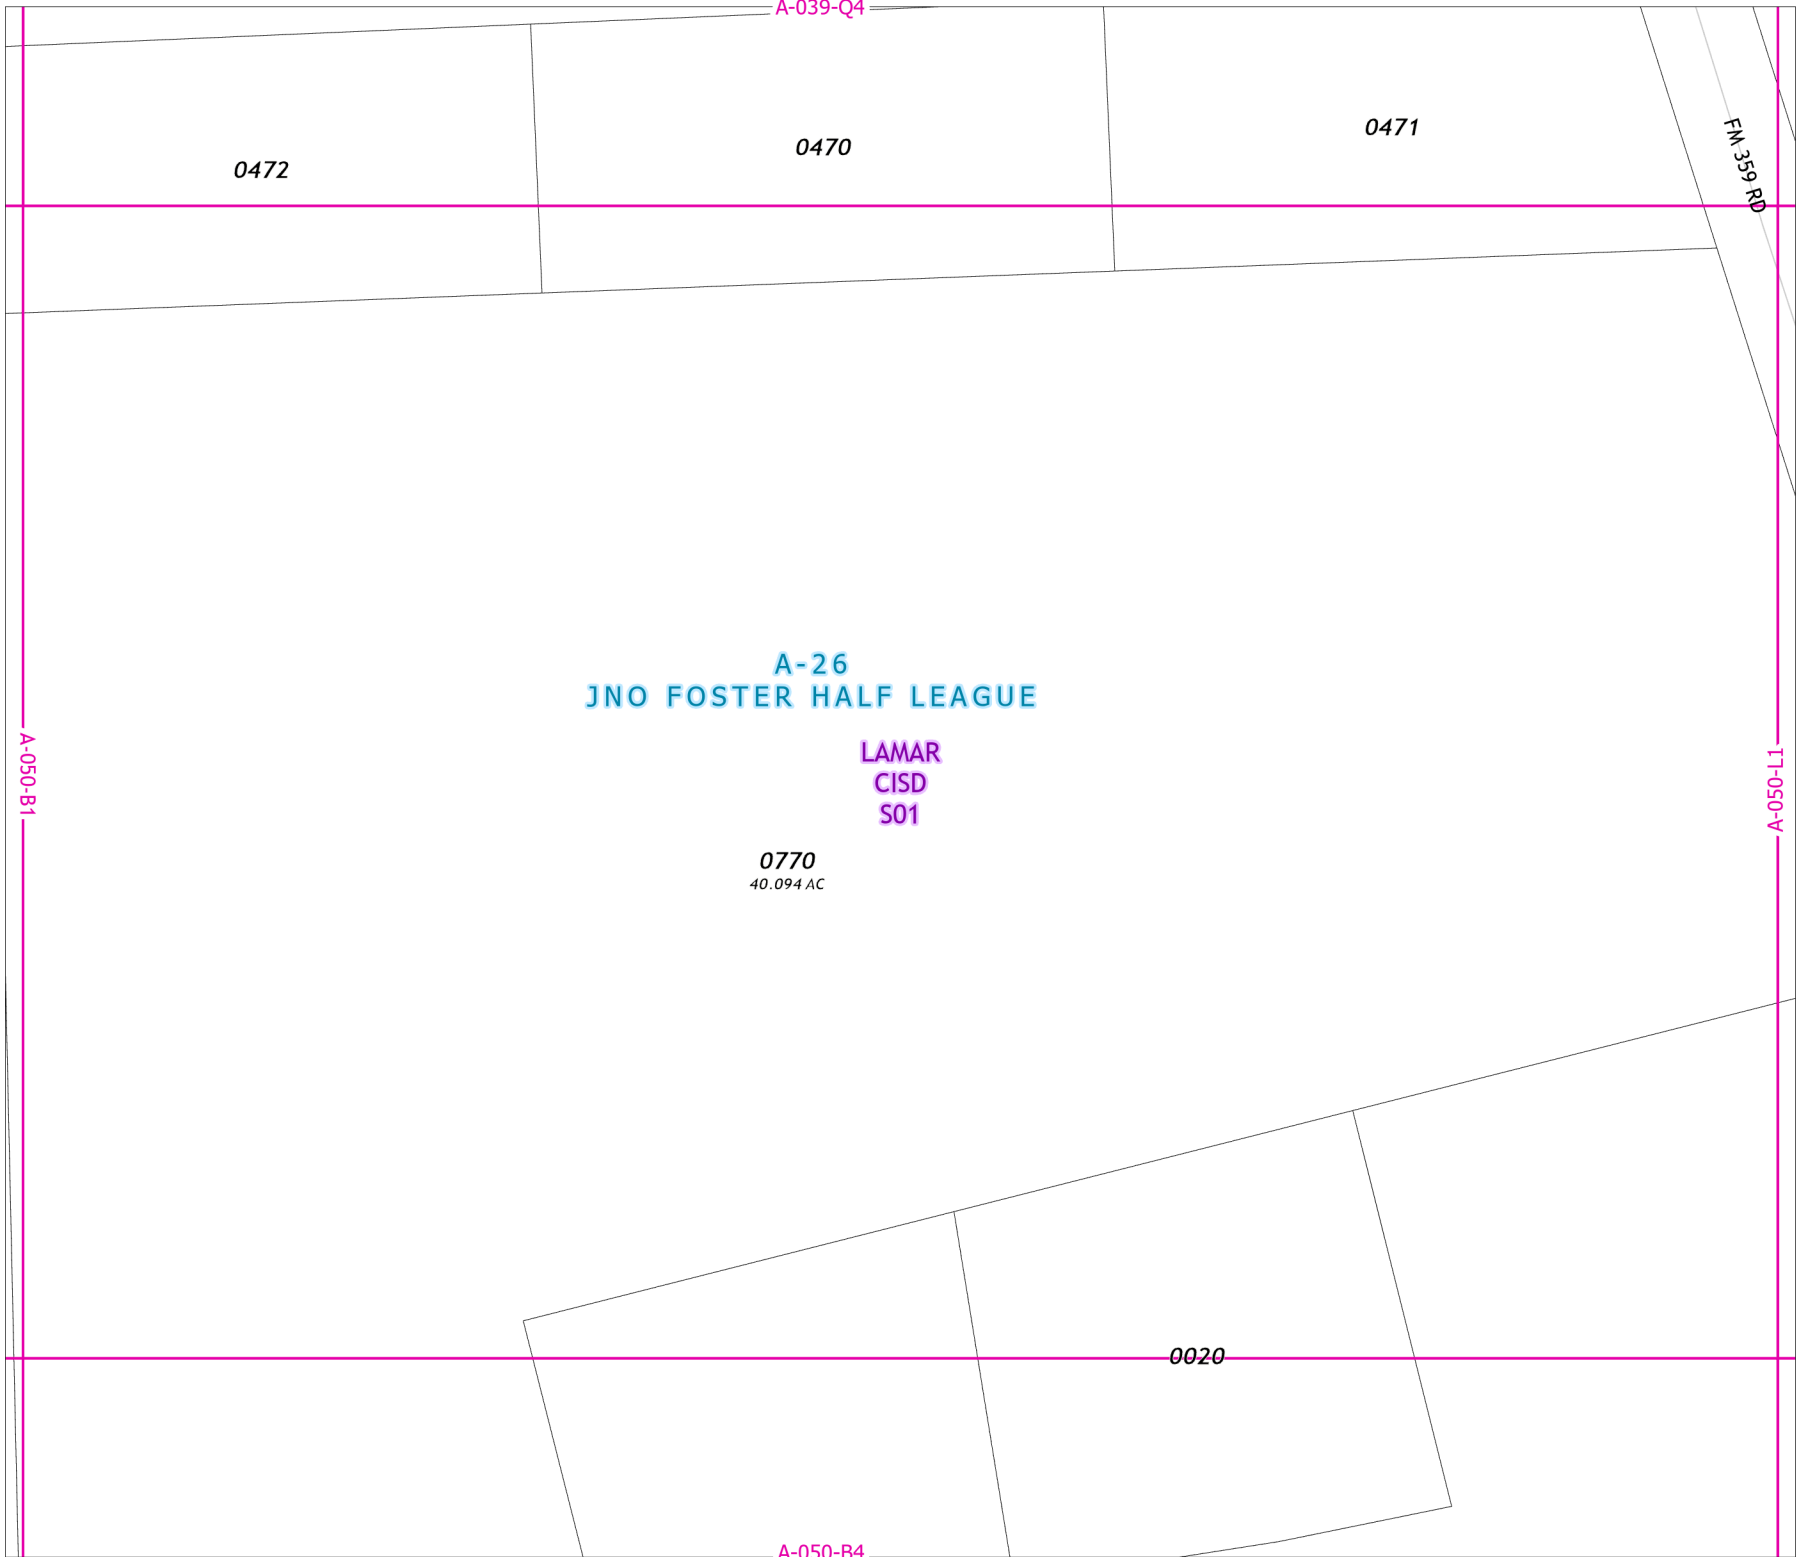 A-039-Q4
0471
FM 359 RD
0470
0472
A-26
JNO FOSTER HALF LEAGUE
LAMAR
CISD
S01
A-050-B1
A-050-L1
0770
40.094 AC
0020
A-050-B4